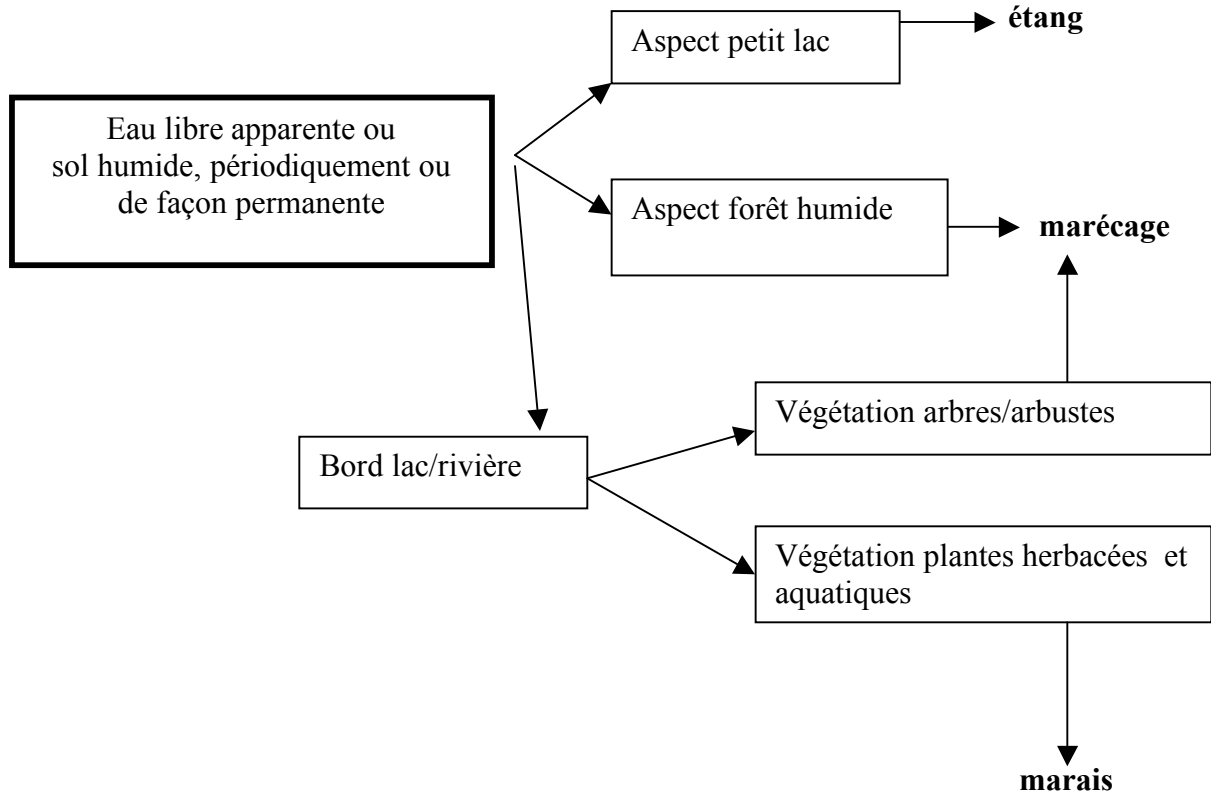 Aspect petit lac
étang
Eau libre apparente ou
sol humide, périodiquement ou
de façon permanente
Aspect forêt humide
marécage
Végétation arbres/arbustes
Bord lac/rivière
Végétation plantes herbacées et
aquatiques
marais